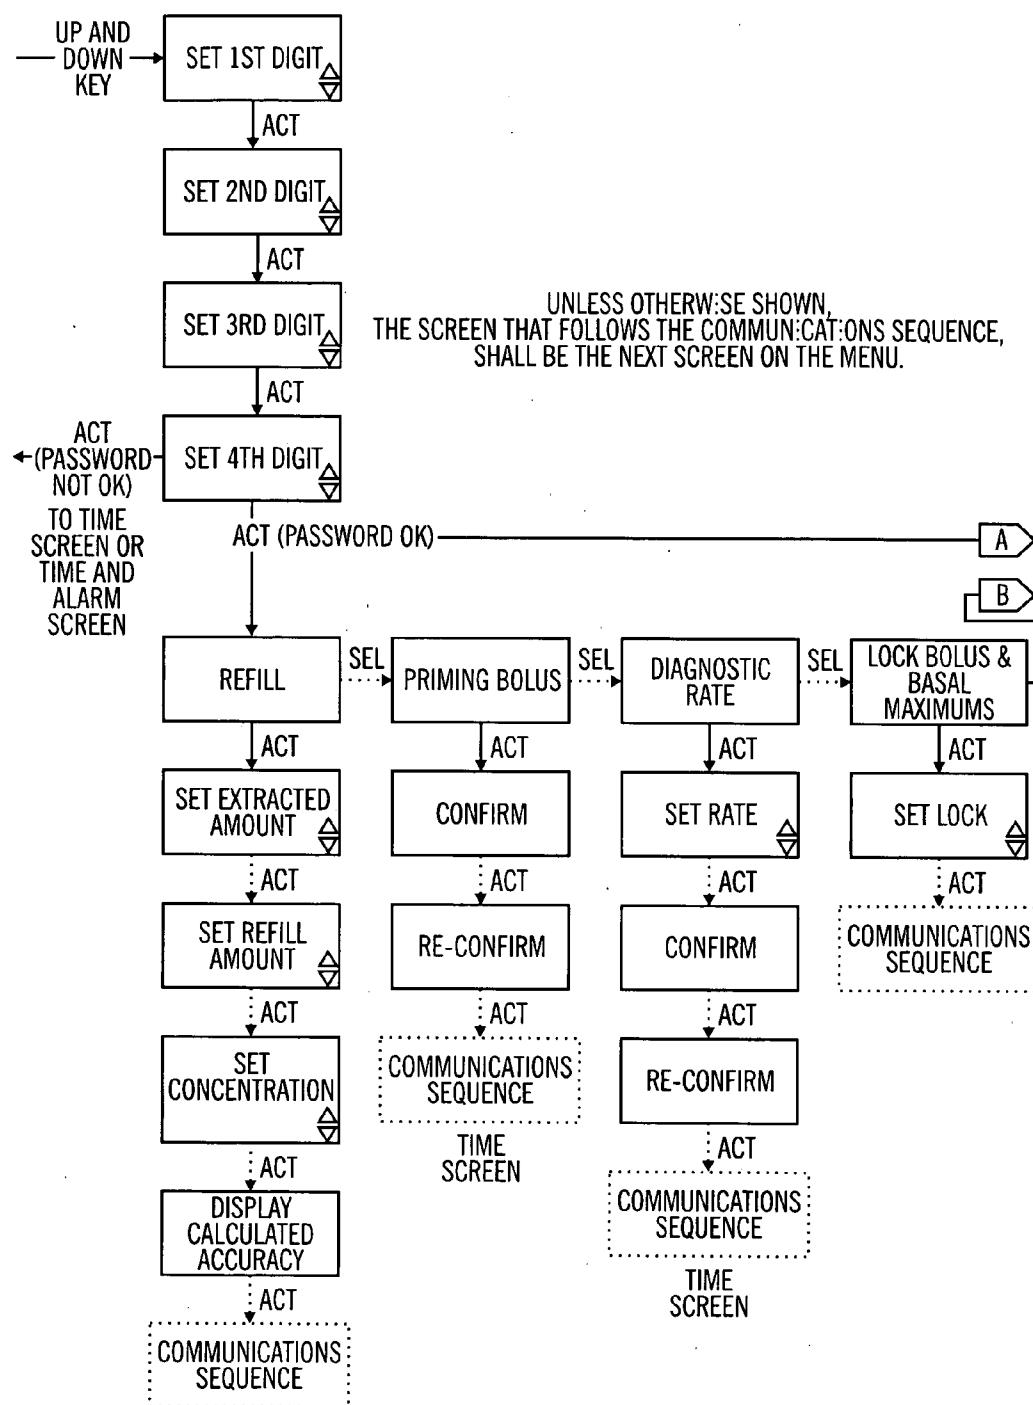 UP AND
DOWN
KEY
SET 1ST DIGIT
ACT
SET 2ND DIGIT
ACT
SET 3RD DIGIT
UNLESS OTHERW:SE SHOWN,
THE SCREEN THAT FOLLOWS THE COMMUN:CAT:ONS SEQUENCE,
SHALL BE THE NEXT SCREEN ON THE MENU.
ACT
ACT
(PASSWORD
NOT OK)
SET 4TH DIGIT
TO TIME
SCREEN OR
TIME AND
ALARM
SCREEN
ACT (PASSWORD OK)
A
B
REFILL
SEL
PRIMING BOLUS
SEL
DIAGNOSTIC
RATE
SEL
LOCK BOLUS &
BASAL
MAXIMUMS
ACT
ACT
ACT
ACT
SET EXTRACTED
AMOUNT
CONFIRM
SET RATE
SET LOCK
ACT
ACT
ACT
ACT
SET REFILL
AMOUNT
RE-CONFIRM
CONFIRM
COMMUNICATIONS
SEQUENCE
ACT
ACT
ACT
SET
CONCENTRATION
COMMUNICATIONS
SEQUENCE
TIME
SCREEN
RE-CONFIRM
ACT
ACT
DISPLAY
CALCULATED
ACCURACY
COMMUNICATIONS
SEQUENCE
TIME
SCREEN
ACT
COMMUNICATIONS
SEQUENCE